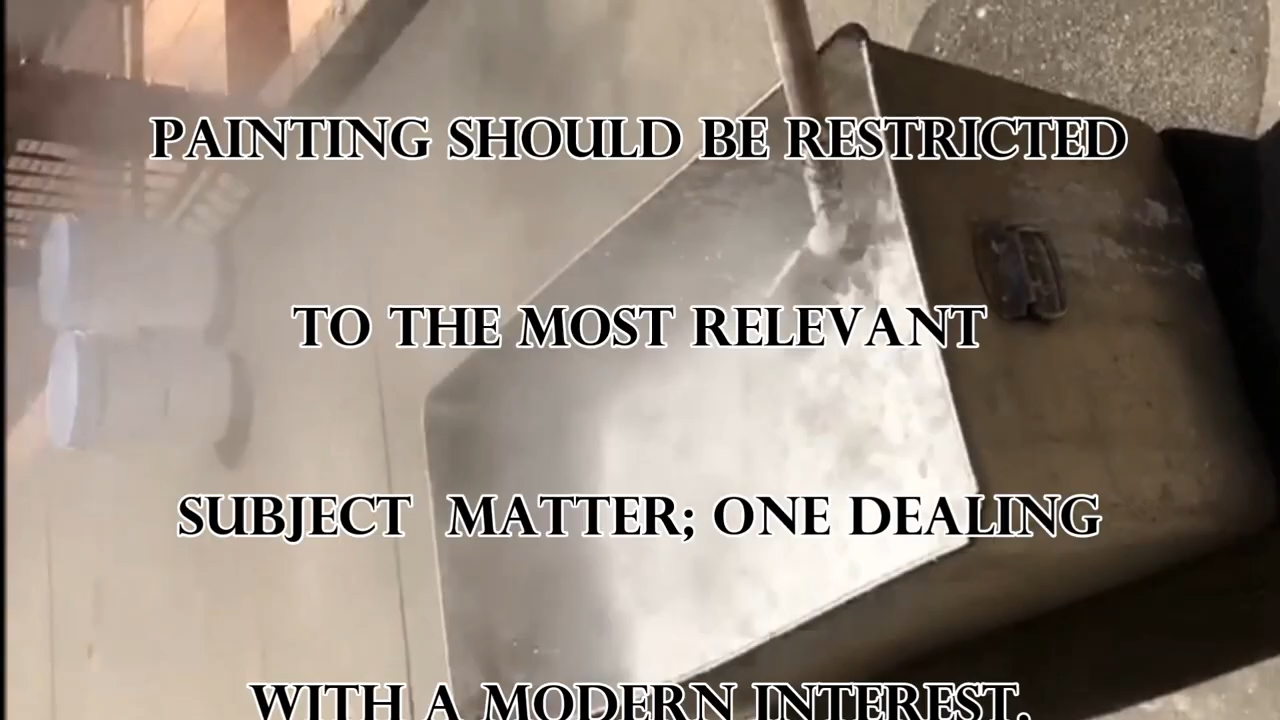 PAINTING SHOULD BE RESTRICTED
TO THE MOST RELEVANT
SUBJECT MATTER; ONE DEALING
WITH A MODERN INTEREST.